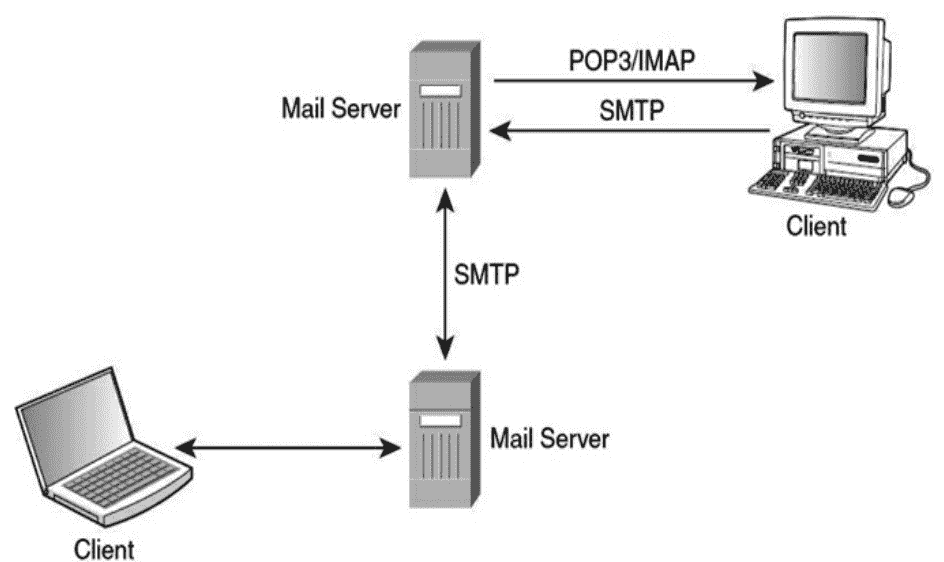 POP3/IMAP
Mail Server
SMTP
Client
SMTP
Mail Server
Client